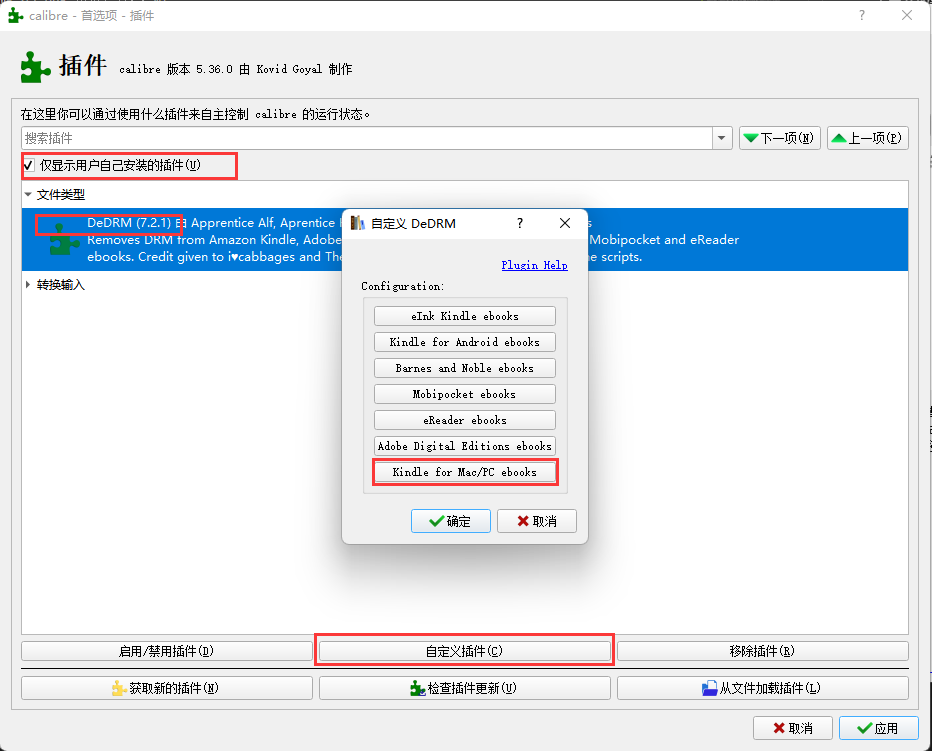 calibre - 首选项 - 插件
插件 calibre 版本 5.36.0 由 Kovid Goyal 制作
在这里你可以通过使用什么插件来自主控制 calibre 的运行状态。
搜索插件
下一项(N)
上一项(P)
仅显示用户自己安装的插件(U)
文件类型
DeDRM (7.2.1) 由 Apprentice Alf, Aprentice
Removes DRM from Amazon Kindle, Adobe
Mobipocket and eReader
ebooks. Credit given to i♥cabbages and The
scripts.
转换输入
自定义 DeDRM
?
Plugin Help
Configuration:
eInk Kindle ebooks
Kindle for Android ebooks
Barnes and Noble ebooks
Mobipocket ebooks
eReader ebooks
Adobe Digital Editions ebooks
Kindle for Mac/PC ebooks
确定
取消
启用/禁用插件(D)
自定义插件(C)
移除插件(R)
获取新的插件(N)
检查插件更新(U)
从文件加载插件(L)
取消
应用